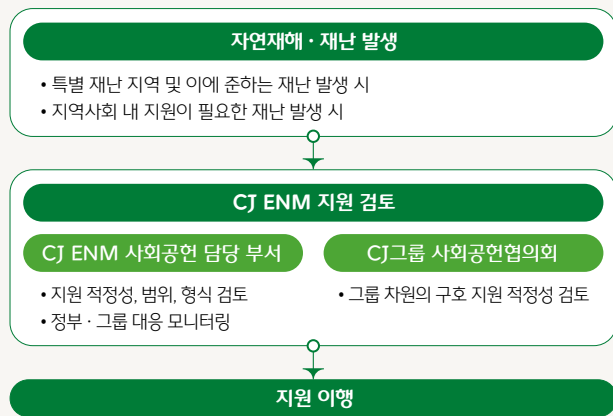 자연재해 · 재난 발생
• 특별 재난 지역 및 이에 준하는 재난 발생 시
• 지역사회 내 지원이 필요한 재난 발생 시
CJ ENM 지원 검토
CJ ENM 사회공헌 담당 부서
• 지원 적정성, 범위, 형식 검토
• 정부 · 그룹 대응 모니터링
CJ그룹 사회공헌협의회
• 그룹 차원의 구호 지원 적정성 검토
지원 이행